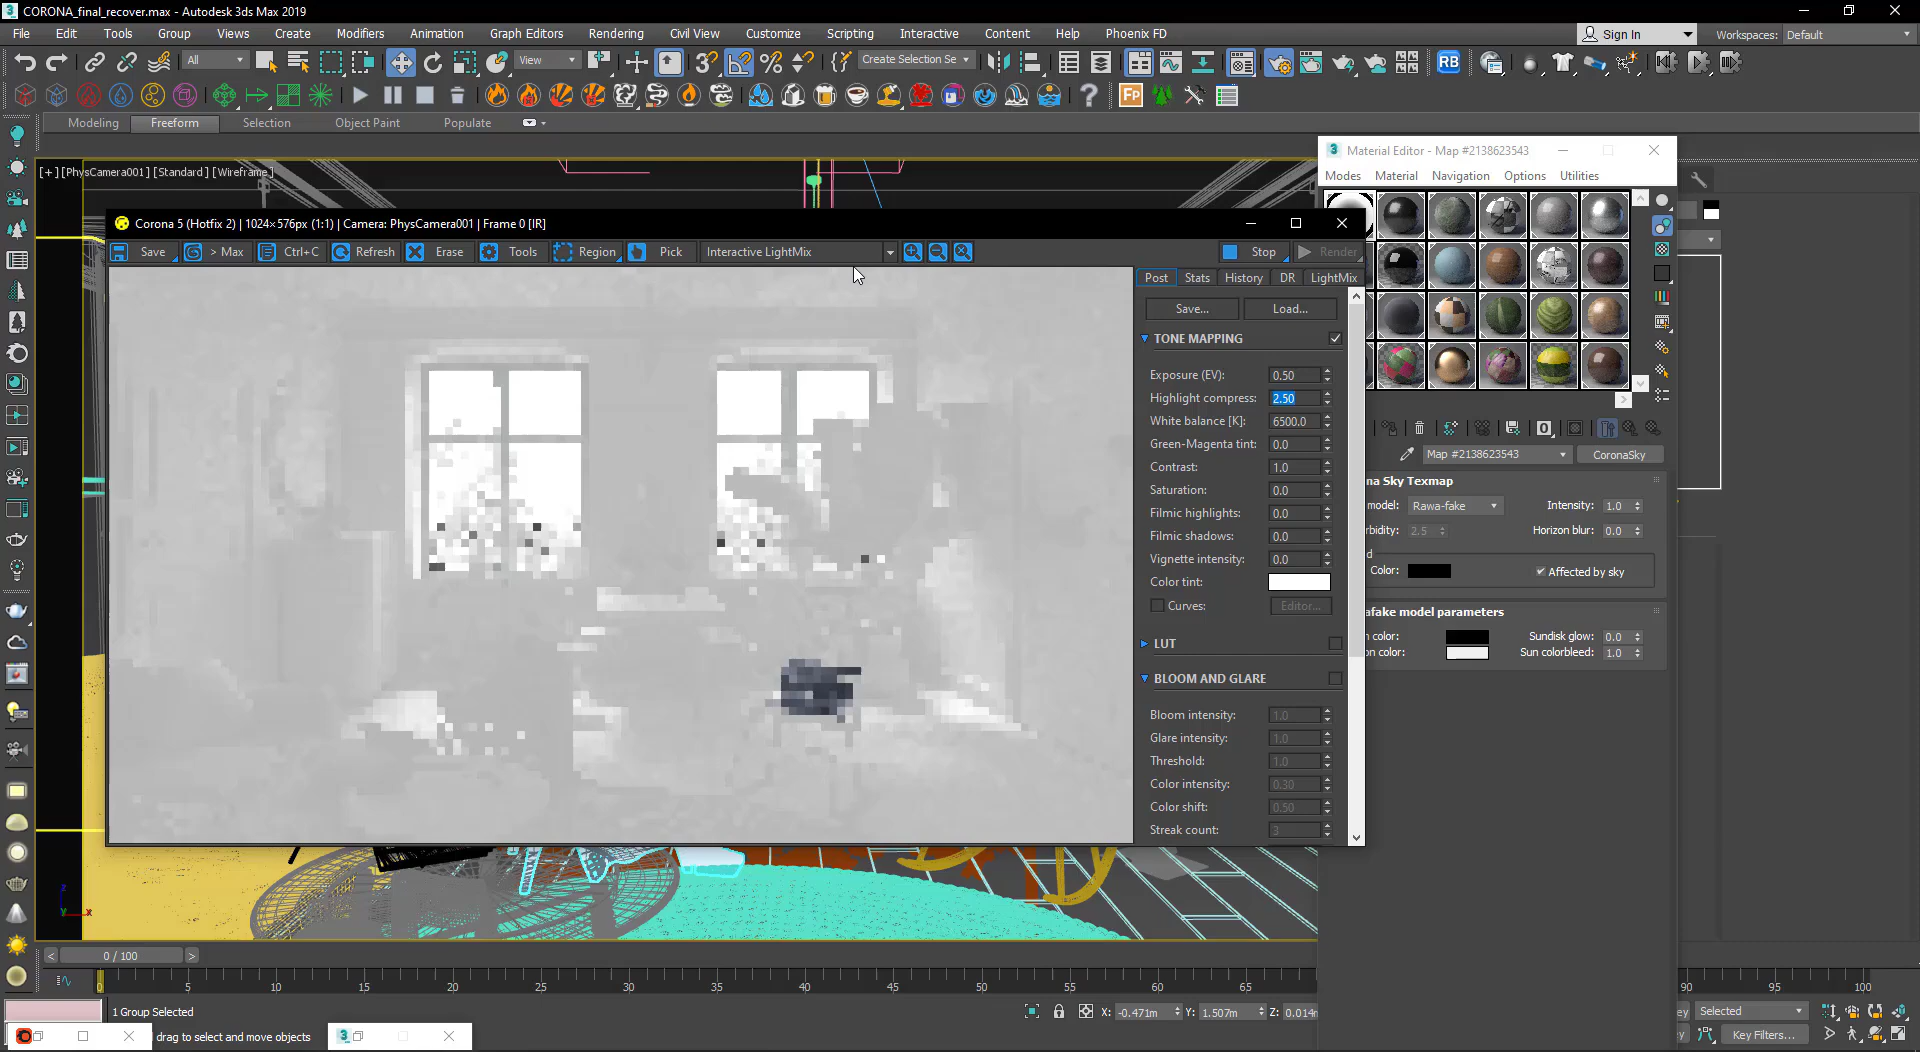 CORONA_final_recover.max - Autodesk 3ds Max 2019
File Edit Tools Group Views Create Modifiers Animation Graph Editors Rendering Civil View Customize Scripting Interactive Content Help Phoenix FD
Sign In
Workspaces: Default
All
View
Create Selection Se
RB
FP
Modeling Freeform Selection Object Paint Populate
[+] [PhysCamera001] [Standard] [Wireframe]
Material Editor - Map #2138623543
Modes Material Navigation Options Utilities
Corona 5 (Hotfix 2) | 1024×576px (1:1) | Camera: PhysCamera001 | Frame 0 [IR]
Save > Max Ctrl+C Refresh Erase Tools Region Pick Interactive LightMix Stop Render
Post Stats History DR LightMix
Save... Load...
TONE MAPPING
Exposure (EV): 0.50
Highlight compress: 2.50
White balance [K]: 6500.0
Green-Magenta tint: 0.0
Contrast: 1.0
Saturation: 0.0
Filmic highlights: 0.0
Filmic shadows: 0.0
Vignette intensity: 0.0
Color tint:
Curves: Editor...
LUT
BLOOM AND GLARE
Bloom intensity: 1.0
Glare intensity: 1.0
Threshold: 1.0
Color intensity: 0.30
Color shift: 0.50
Streak count: 3
Map #2138623543 CoronaSky
na Sky Texmap
model: Rawa-fake Intensity: 1.0
rbidity: 2.5 Horizon blur: 0.0
d
Color: Affected by sky
afake model parameters
n color: Sundisk glow: 0.0
on color: Sun colorbleed: 1.0
z
y x
< 0 / 100 >
0 5 10 15 20 25 30 35 40 45 50 55 60 65 90 95 100
1 Group Selected
X: -0.471m Y: 1.507m Z: 0.014m
ey Selected
drag to select and move objects
Key Filters...